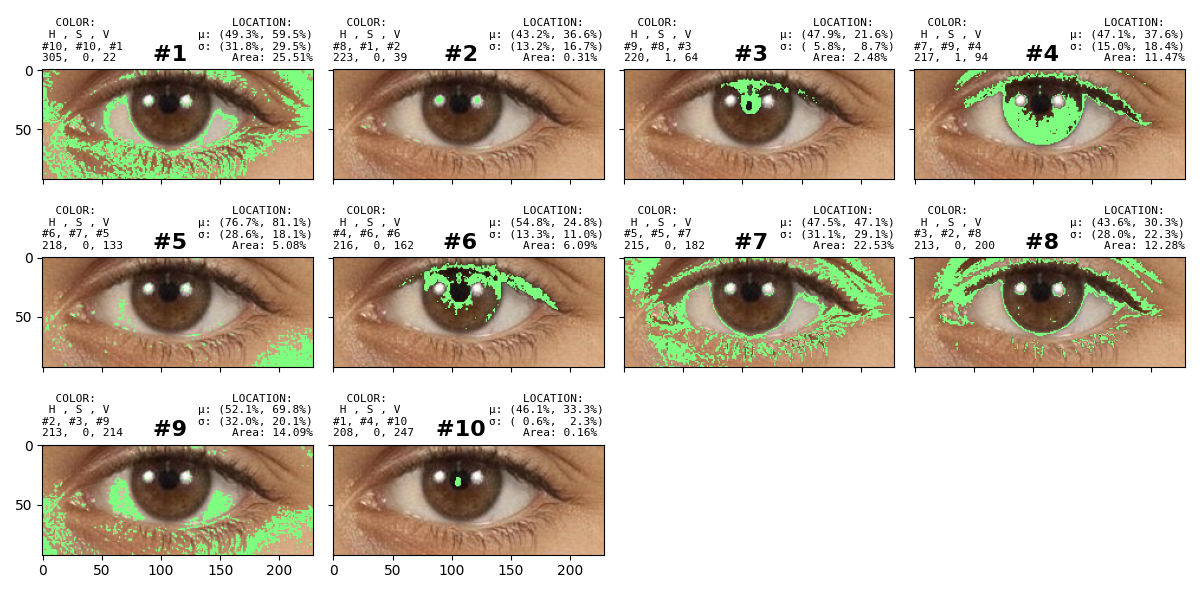 COLOR: LOCATION:
H , S , V μ: (49.3%, 59.5%)
#10, #10, #1 #1 σ: (31.8%, 29.5%)
305, 0, 22 Area: 25.51%
COLOR: LOCATION:
H , S , V μ: (43.2%, 36.6%)
#8, #1, #2 #2 σ: (13.2%, 16.7%)
223, 0, 39 Area: 0.31%
COLOR: LOCATION:
H , S , V μ: (47.9%, 21.6%)
#9, #8, #3 #3 σ: ( 5.8%, 8.7%)
220, 1, 64 Area: 2.48%
COLOR: LOCATION:
H , S , V μ: (47.1%, 37.6%)
#7, #9, #4 #4 σ: (15.0%, 18.4%)
217, 1, 94 Area: 11.47%
0
50
COLOR: LOCATION:
H , S , V μ: (76.7%, 81.1%)
#6, #7, #5 #5 σ: (28.6%, 18.1%)
218, 0, 133 Area: 5.08%
COLOR: LOCATION:
H , S , V μ: (54.8%, 24.8%)
#4, #6, #6 #6 σ: (13.3%, 11.0%)
216, 0, 162 Area: 6.09%
COLOR: LOCATION:
H , S , V μ: (47.5%, 47.1%)
#5, #5, #7 #7 σ: (31.1%, 29.1%)
215, 0, 182 Area: 22.53%
COLOR: LOCATION:
H , S , V μ: (43.6%, 30.3%)
#3, #2, #8 #8 σ: (28.0%, 22.3%)
213, 0, 200 Area: 12.28%
0
50
COLOR: LOCATION:
H , S , V μ: (52.1%, 69.8%)
#2, #3, #9 #9 σ: (32.0%, 20.1%)
213, 0, 214 Area: 14.09%
COLOR: LOCATION:
H , S , V μ: (46.1%, 33.3%)
#1, #4, #10 #10 σ: ( 0.6%, 2.3%)
208, 0, 247 Area: 0.16%
0
50
0 50 100 150 200
0 50 100 150 200